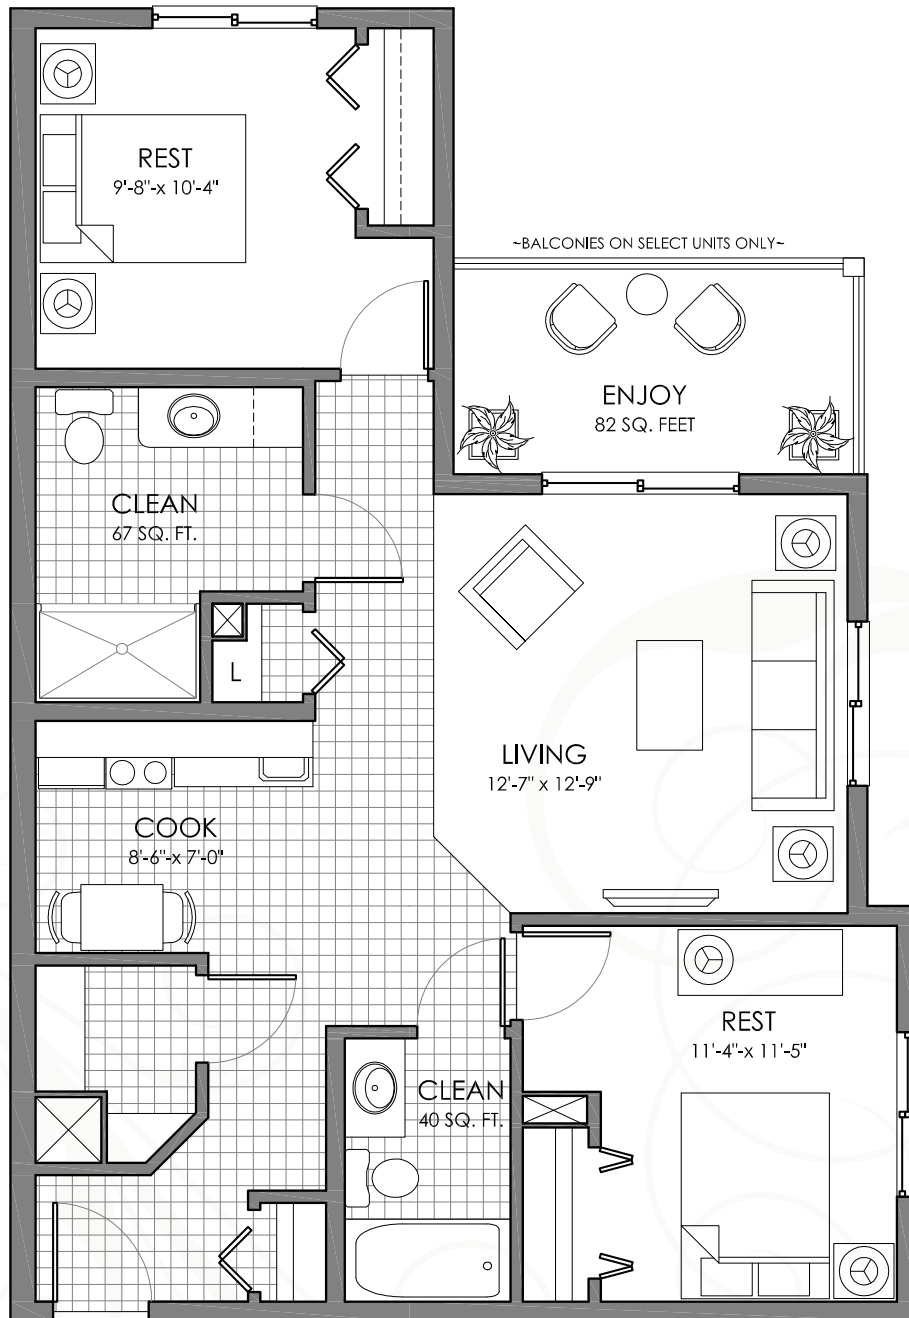 REST
9'-8"-x 10'-4"
~BALCONIES ON SELECT UNITS ONLY~
ENJOY
82 SQ. FEET
CLEAN
67 SQ. FT.
L
LIVING
12'-7" x 12'-9"
COOK
8'-6"-x 7'-0"
REST
11'-4"-x 11'-5"
CLEAN
40 SQ. FT.